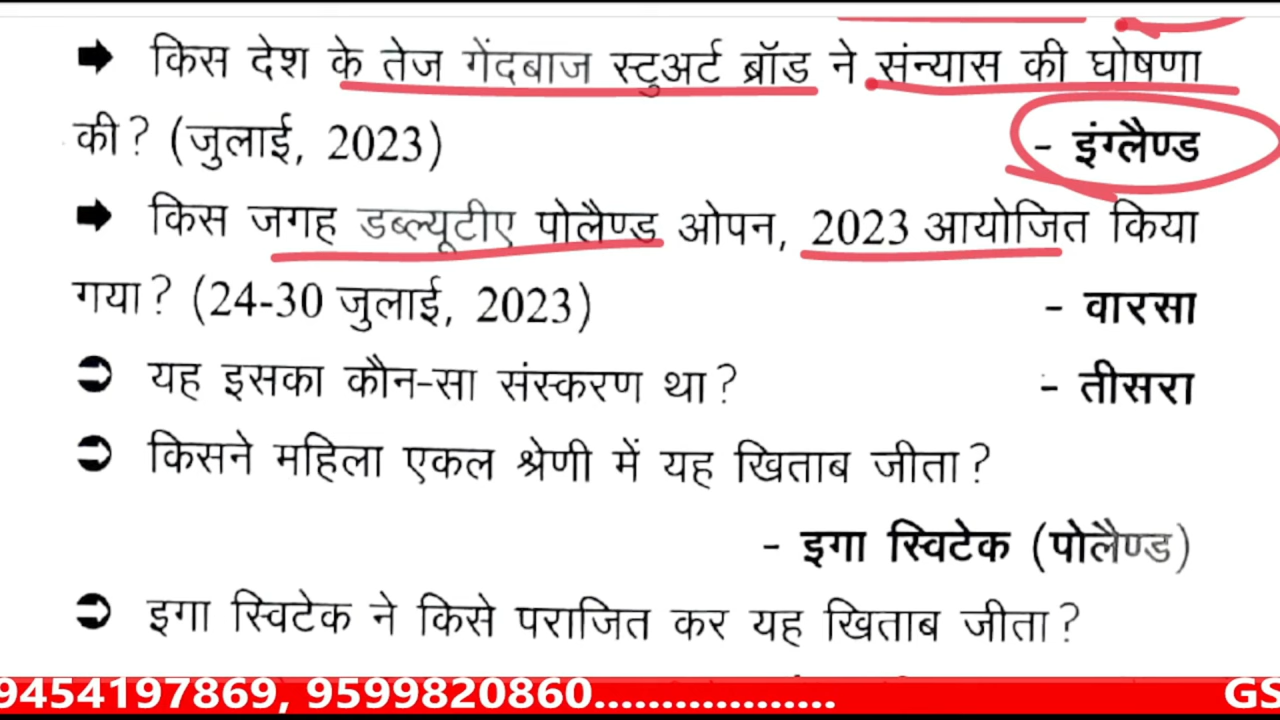 ➡ किस देश के तेज गेंदबाज स्टुअर्ट ब्रॉड ने संन्यास की घोषणा
की? (जुलाई, 2023) - इंग्लैण्ड
➡ किस जगह डब्ल्यूटीए पोलैण्ड ओपन, 2023 आयोजित किया
गया? (24-30 जुलाई, 2023) - वारसा
➲ यह इसका कौन-सा संस्करण था? - तीसरा
➲ किसने महिला एकल श्रेणी में यह खिताब जीता?
- इगा स्विटेक (पोलैण्ड)
➲ इगा स्विटेक ने किसे पराजित कर यह खिताब जीता?
9454197869, 9599820860.................. GS